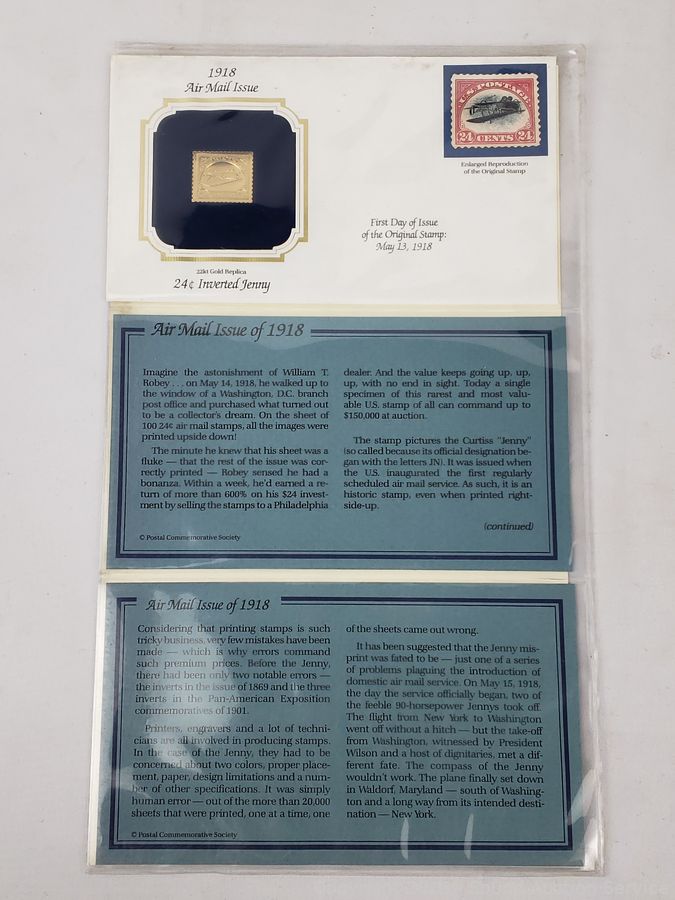 1918
Air Mail Issue
U.S. POSTAGE
24 CENTS 24
Enlarged Reproduction
of the Original Stamp
First Day of Issue
of the Original Stamp:
May 13, 1918
22kt Gold Replica
24¢ Inverted Jenny
Air Mail Issue of 1918
Imagine the astonishment of William T.
Robey . . . on May 14, 1918, he walked up to
the window of a Washington, D.C. branch
post office and purchased what turned out
to be a collector's dream. On the sheet of
100 24¢ air mail stamps, all the images were
printed upside down!
The minute he knew that his sheet was a
fluke — that the rest of the issue was cor-
rectly printed — Robey sensed he had a
bonanza. Within a week, he'd earned a re-
turn of more than 600% on his $24 invest-
ment by selling the stamps to a Philadelphia
dealer. And the value keeps going up, up,
up, with no end in sight. Today a single
specimen of this rarest and most valu-
able U.S. stamp of all can command up to
$150,000 at auction.
The stamp pictures the Curtiss "Jenny"
(so called because its official designation be-
gan with the letters JN). It was issued when
the U.S. inaugurated the first regularly
scheduled air mail service. As such, it is an
historic stamp, even when printed right-
side-up.
(continued)
© Postal Commemorative Society
Air Mail Issue of 1918
Considering that printing stamps is such
tricky business, very few mistakes have been
made — which is why errors command
such premium prices. Before the Jenny,
there had been only two notable errors —
the inverts in the issue of 1869 and the three
inverts in the Pan-American Exposition
commemoratives of 1901.
Printers, engravers and a lot of techni-
cians are all involved in producing stamps.
In the case of the Jenny, they had to be
concerned about two colors, proper place-
ment, paper, design limitations and a num-
ber of other specifications. It was simply
human error — out of the more than 20,000
sheets that were printed, one at a time, one
of the sheets came out wrong.
It has been suggested that the Jenny mis-
print was fated to be — just one of a series
of problems plaguing the introduction of
domestic air mail service. On May 15, 1918,
the day the service officially began, two of
the feeble 90-horsepower Jennys took off.
The flight from New York to Washington
went off without a hitch — but the take-off
from Washington, witnessed by President
Wilson and a host of dignitaries, met a dif-
ferent fate. The compass of the Jenny
wouldn't work. The plane finally set down
in Waldorf, Maryland — south of Washing-
ton and a long way from its intended desti-
nation — New York.
© Postal Commemorative Society